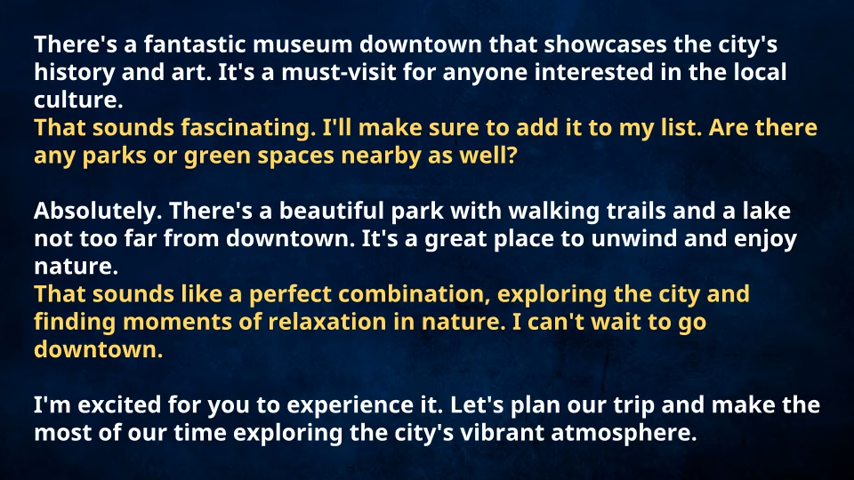 There's a fantastic museum downtown that showcases the city's
history and art. It's a must-visit for anyone interested in the local
culture.
That sounds fascinating. I'll make sure to add it to my list. Are there
any parks or green spaces nearby as well?
Absolutely. There's a beautiful park with walking trails and a lake
not too far from downtown. It's a great place to unwind and enjoy
nature.
That sounds like a perfect combination, exploring the city and
finding moments of relaxation in nature. I can't wait to go
downtown.
I'm excited for you to experience it. Let's plan our trip and make the
most of our time exploring the city's vibrant atmosphere.